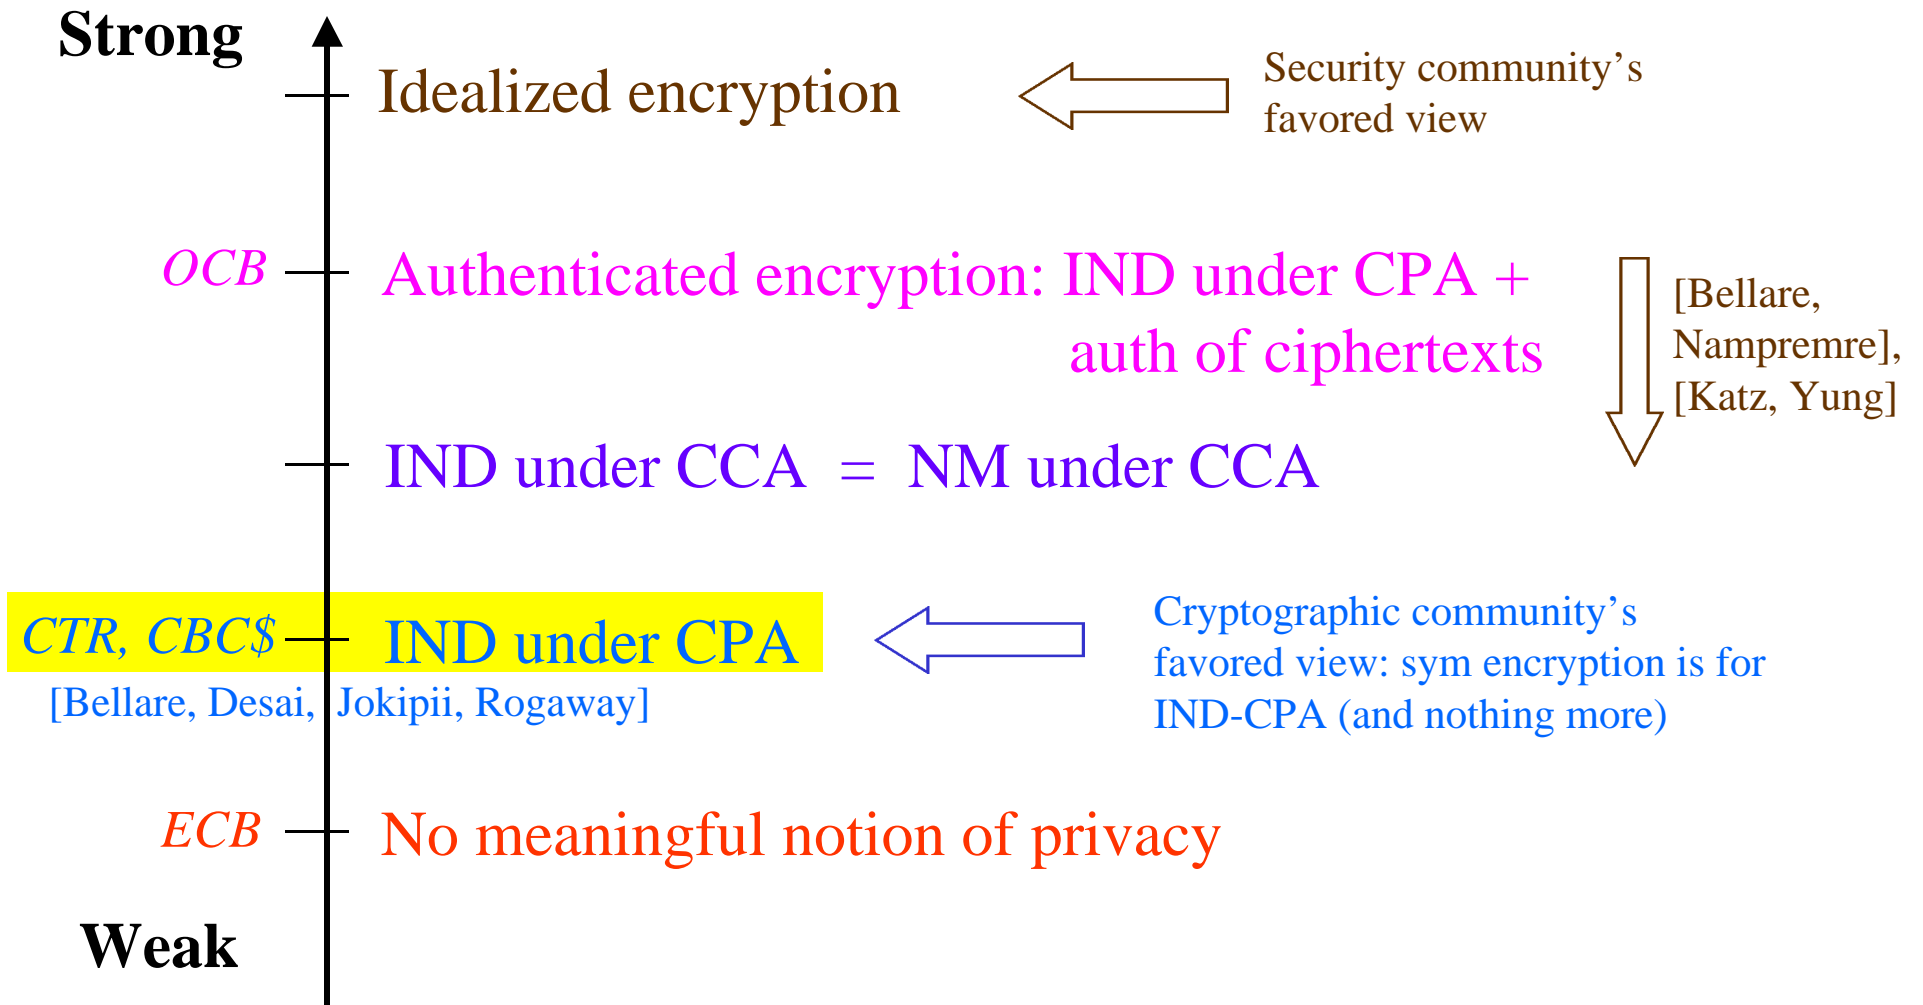 Strong
Idealized encryption
Security community’s
favored view
OCB
Authenticated encryption: IND under CPA +
auth of ciphertexts
[Bellare,
Nampremre],
[Katz, Yung]
IND under CCA = NM under CCA
CTR, CBC$
IND under CPA
[Bellare, Desai, Jokipii, Rogaway]
Cryptographic community’s
favored view: sym encryption is for
IND-CPA (and nothing more)
ECB
No meaningful notion of privacy
Weak